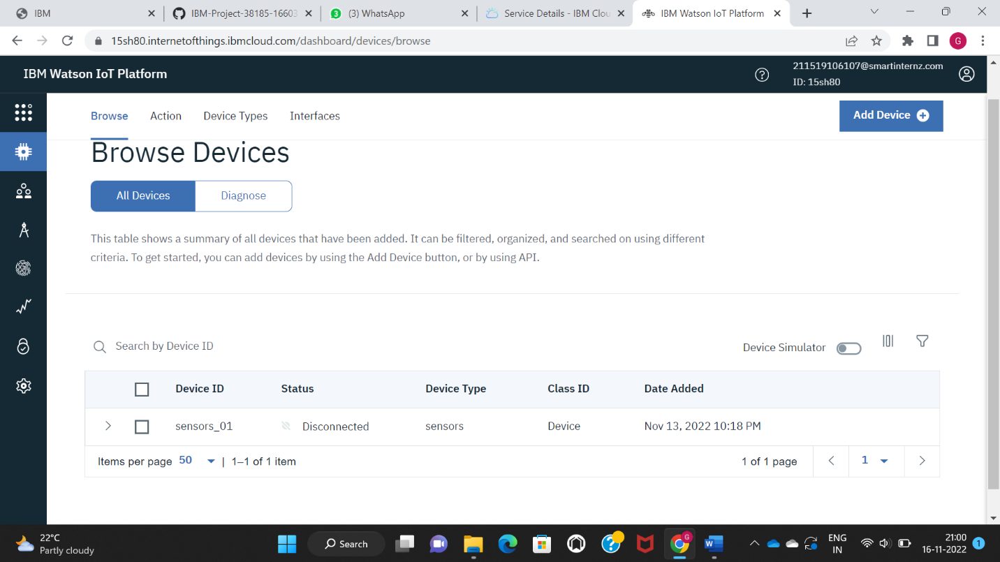 IBM
IBM-Project-38185-16603
3
(3) WhatsApp
Service Details - IBM Clou
IBM Watson IoT Platform
15sh80.internetofthings.ibmcloud.com/dashboard/devices/browse
G
IBM Watson IoT Platform
211519106107@smartinternz.com
ID: 15sh80
Browse
Action
Device Types
Interfaces
Add Device
Browse Devices
All Devices
Diagnose
This table shows a summary of all devices that have been added. It can be filtered, organized, and searched on using different
criteria. To get started, you can add devices by using the Add Device button, or by using API.
Search by Device ID
Device Simulator
Device ID
Status
Device Type
Class ID
Date Added
sensors_01
Disconnected
sensors
Device
Nov 13, 2022 10:18 PM
Items per page 50 | 1–1 of 1 item
1 of 1 page
1
22°C
Partly cloudy
Search
G
W
ENG
IN
21:00
16-11-2022
1